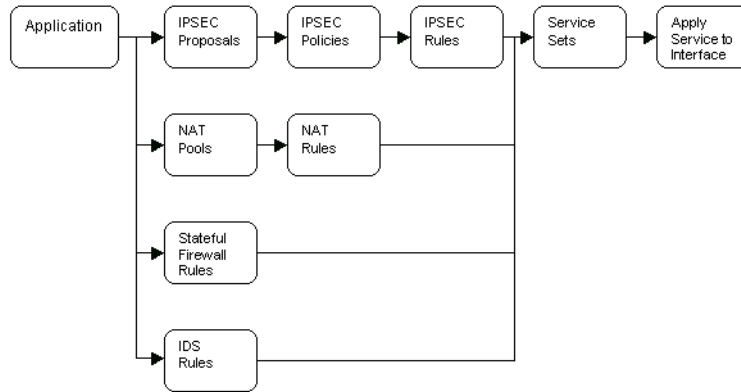 Application
IPSEC
Proposals
IPSEC
Policies
IPSEC
Rules
Service
Sets
Apply
Service to
Interface
NAT
Pools
NAT
Rules
Stateful
Firewall
Rules
IDS
Rules